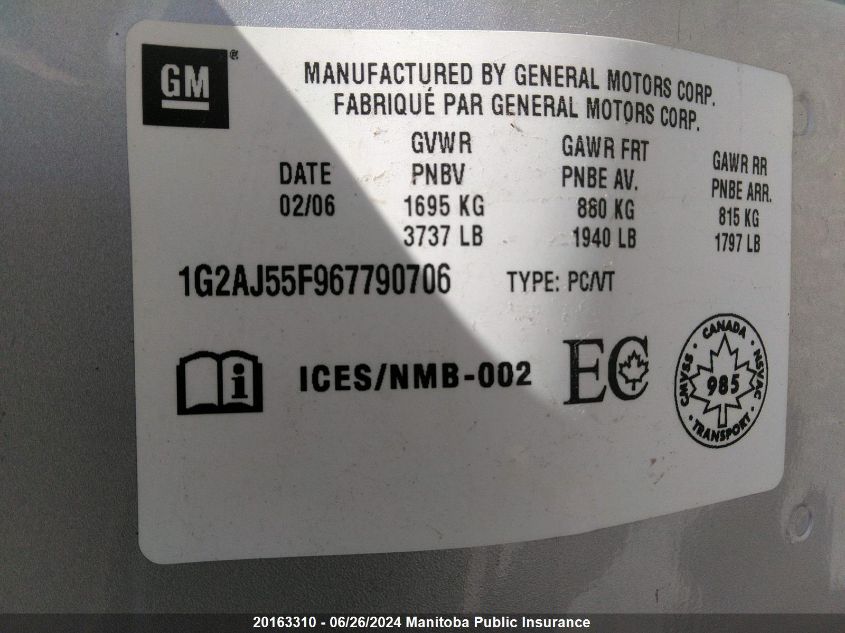 GM®
MANUFACTURED BY GENERAL MOTORS CORP.
FABRIQUÉ PAR GENERAL MOTORS CORP.
DATE GVWR GAWR FRT GAWR RR
PNBV PNBE AV. PNBE ARR.
02/06 1695 KG 880 KG 815 KG
3737 LB 1940 LB 1797 LB
1G2AJ55F967790706 TYPE: PC/VT
i ICES/NMB-002 EC
CANADA
CMVSS 985 NSVAC
TRANSPORT
20163310 - 06/26/2024 Manitoba Public Insurance